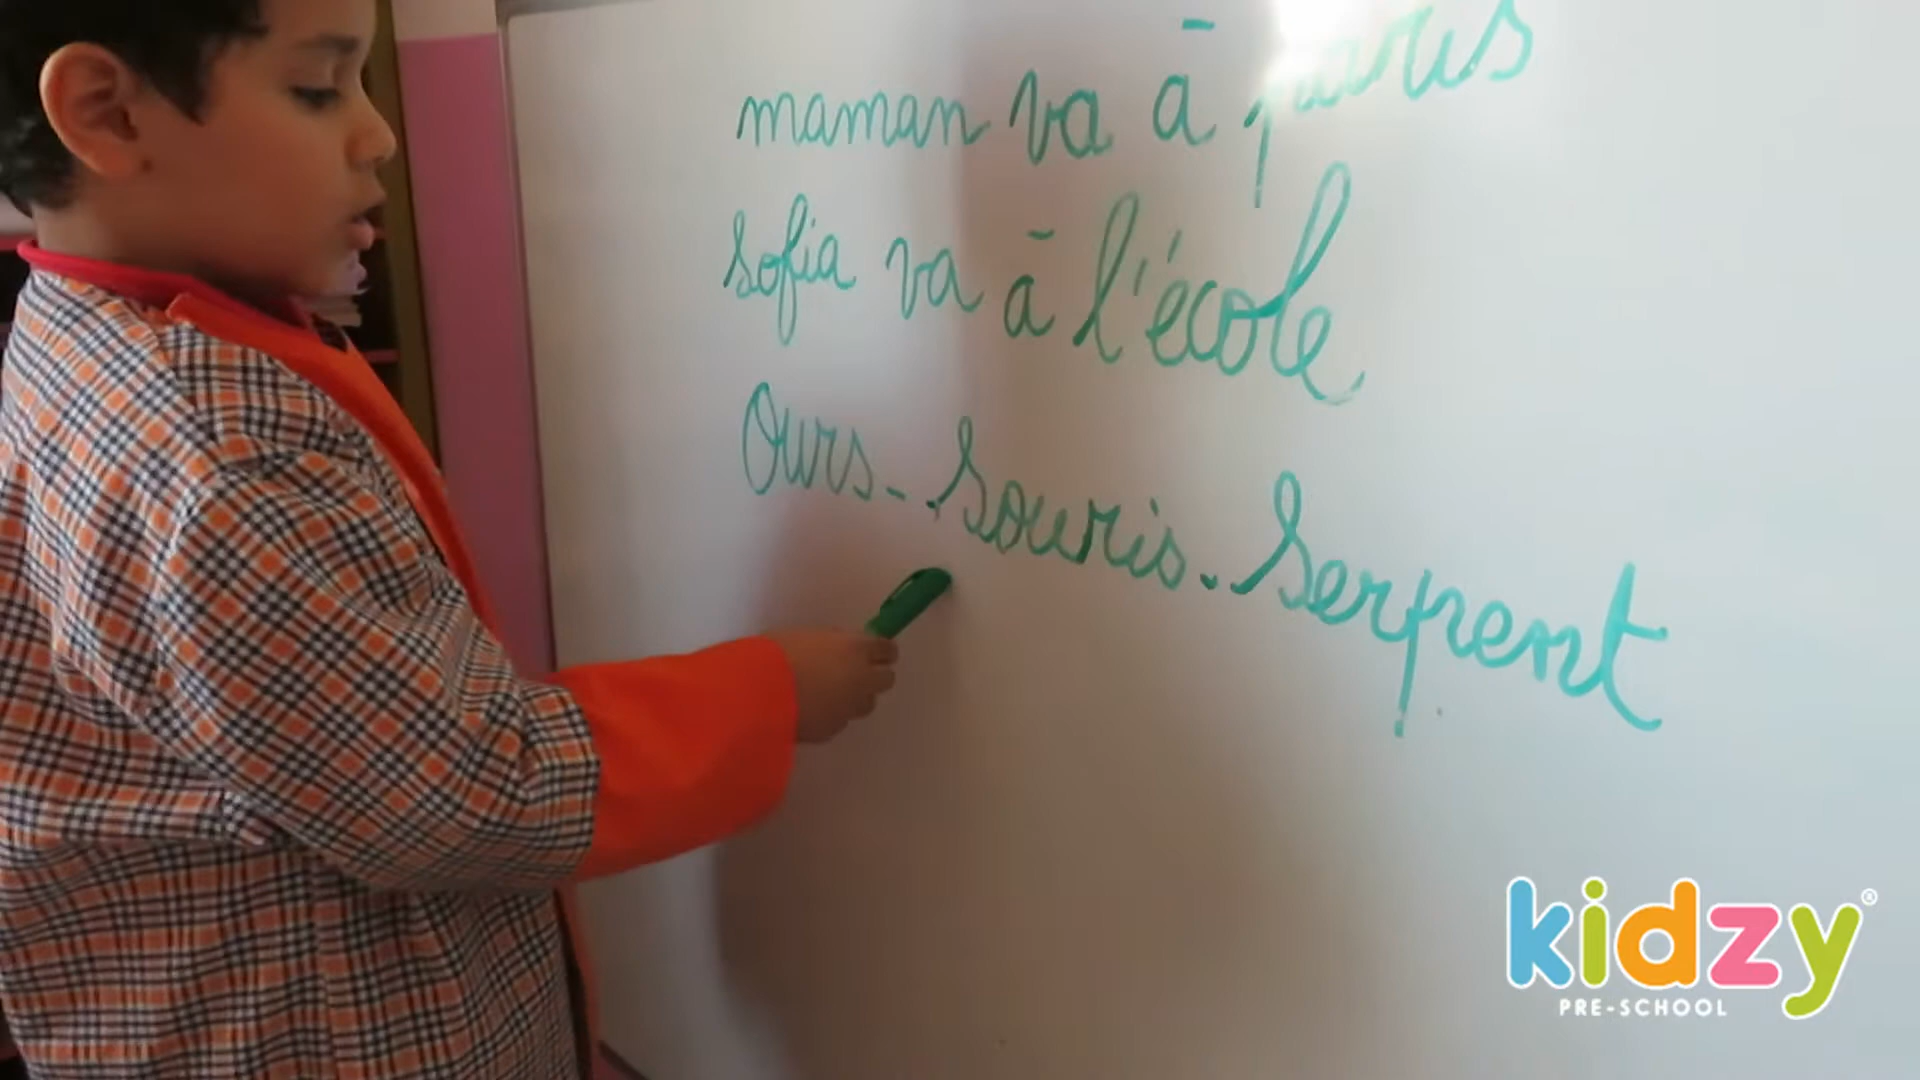 maman va à paris
sofia va à l'école
Ours - Souris - Serpent
kidzy®
PRE-SCHOOL